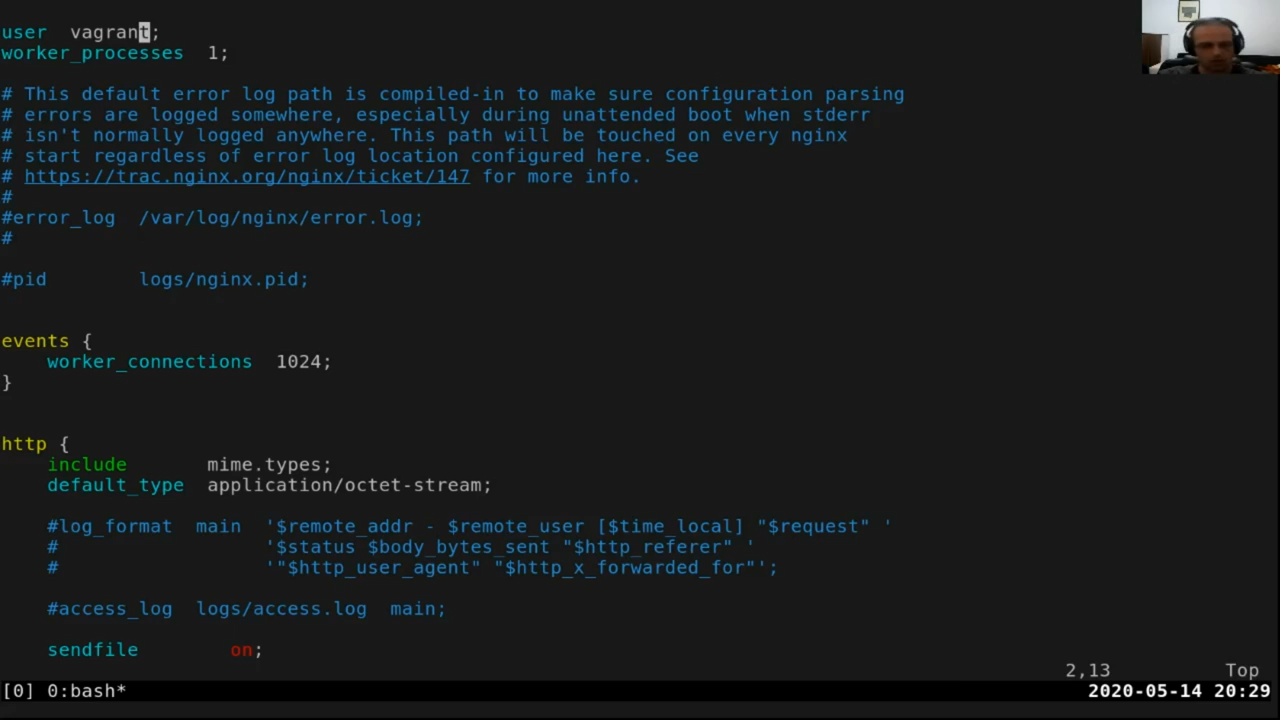 user  vagrant;
worker_processes  1;
# This default error log path is compiled-in to make sure configuration parsing
# errors are logged somewhere, especially during unattended boot when stderr
# isn't normally logged anywhere. This path will be touched on every nginx
# start regardless of error log location configured here. See
# https://trac.nginx.org/nginx/ticket/147 for more info.
#
#error_log  /var/log/nginx/error.log;
#
#pid        logs/nginx.pid;
events {
    worker_connections  1024;
}
http {
    include       mime.types;
    default_type  application/octet-stream;
    #log_format  main  '$remote_addr - $remote_user [$time_local] "$request" '
    #                  '$status $body_bytes_sent "$http_referer" '
    #                  '"$http_user_agent" "$http_x_forwarded_for"';
    #access_log  logs/access.log  main;
    sendfile        on;
2,13          Top
[0] 0:bash*                    2020-05-14 20:29